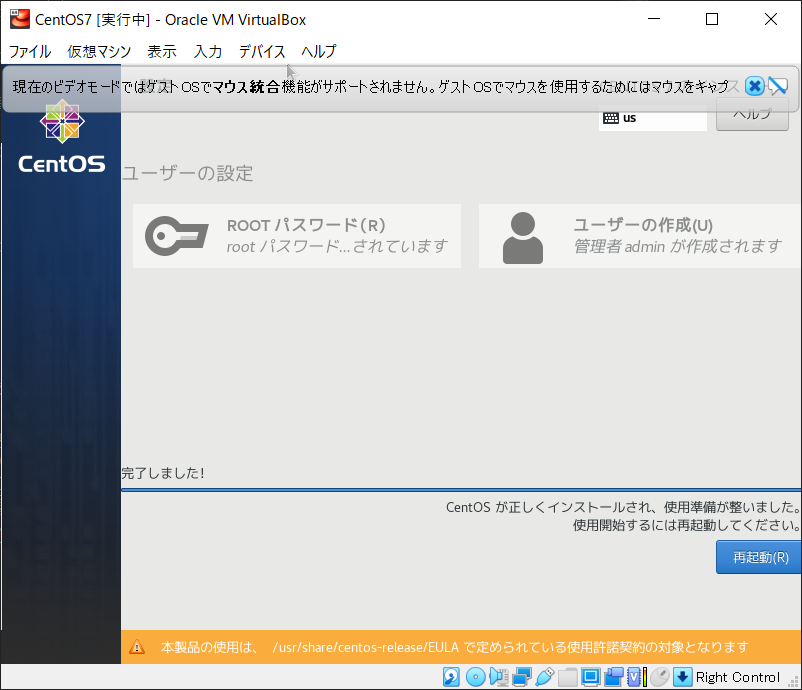 CentOS7 [実行中] - Oracle VM VirtualBox
ファイル 仮想マシン 表示 入力 デバイス ヘルプ
現在のビデオモードではゲストOSでマウス統合機能がサポートされません。ゲストOSでマウスを使用するためにはマウスをキャプ
us
ヘルプ
CentOS
ユーザーの設定
ROOT パスワード(R)
root パスワード...されています
ユーザーの作成(U)
管理者 admin が作成されます
完了しました!
CentOS が正しくインストールされ、使用準備が整いました。
使用開始するには再起動してください。
再起動(R)
本製品の使用は、 /usr/share/centos-release/EULA で定められている使用許諾契約の対象となります
Right Control